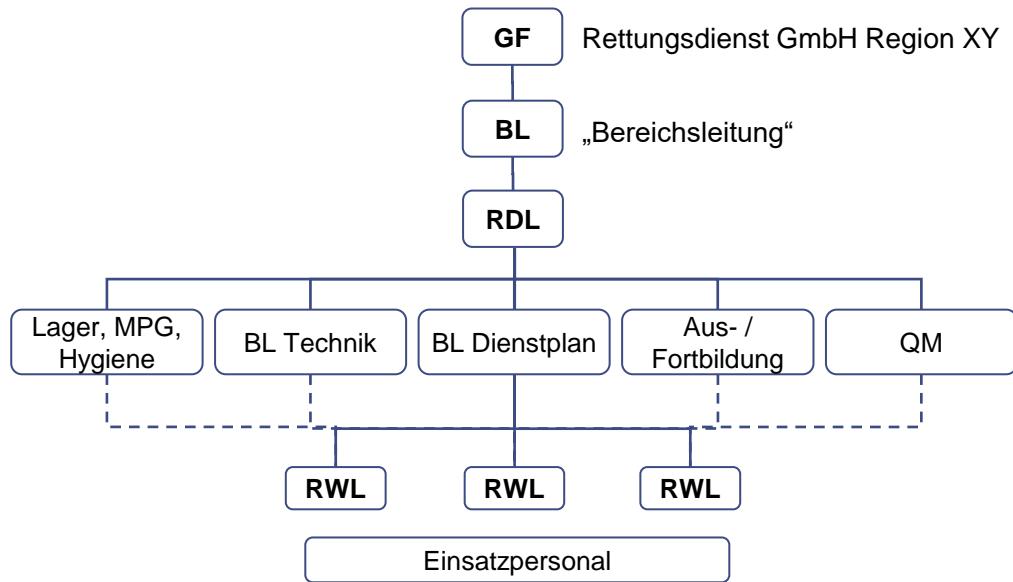 GF Rettungsdienst GmbH Region XY
BL „Bereichsleitung“
RDL
Lager, MPG,
Hygiene
BL Technik
BL Dienstplan
Aus- /
Fortbildung
QM
RWL
RWL
RWL
Einsatzpersonal